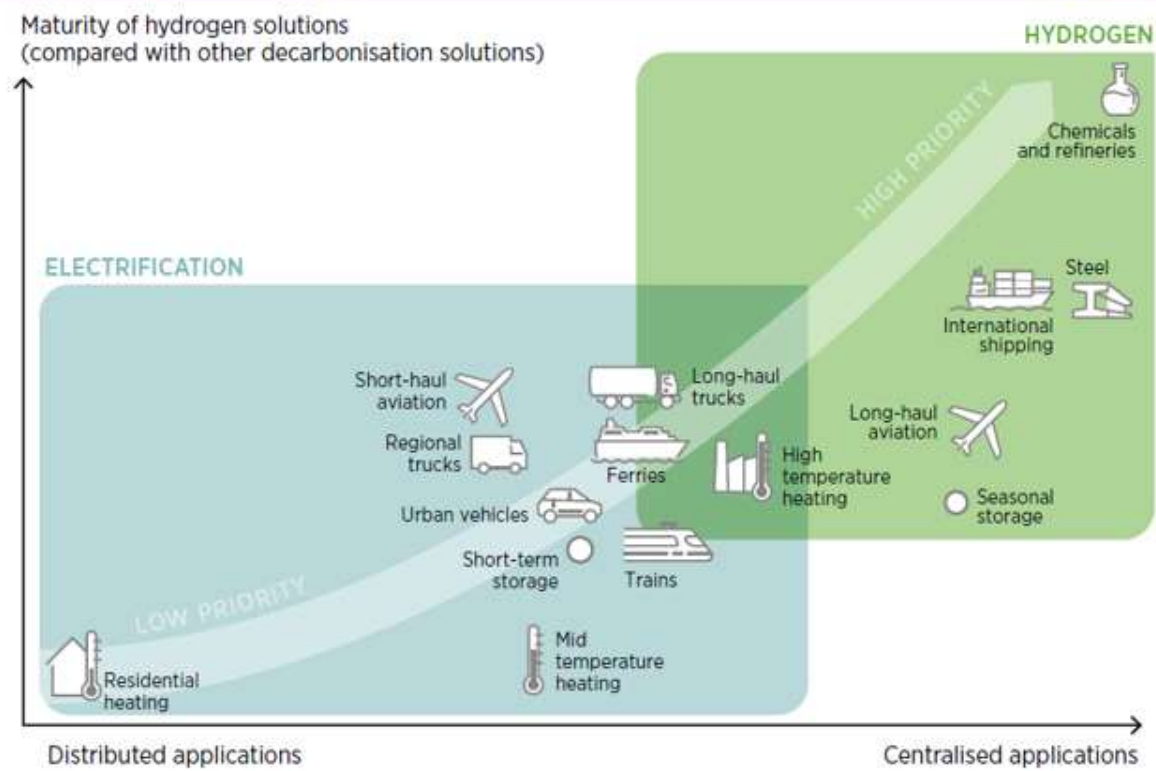 Maturity of hydrogen solutions
(compared with other decarbonisation solutions)
HYDROGEN
Chemicals
and refineries
HIGH PRIORITY
ELECTRIFICATION
Steel
International
shipping
Short-haul
aviation
Long-haul
trucks
Long-haul
aviation
Regional
trucks
Ferries
High
temperature
heating
Seasonal
storage
Urban vehicles
Short-term
storage
Trains
LOW PRIORITY
Mid
temperature
heating
Residential
heating
Distributed applications
Centralised applications